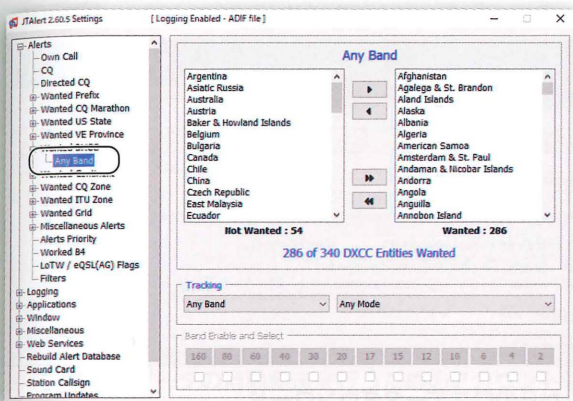 JTAlert 2.60.5 Settings [ Logging Enabled - ADIF file ]
Alerts
Own Call
CQ
Directed CQ
Wanted Prefix
Wanted CQ Marathon
Wanted US State
Wanted VE Province
Any Band
Wanted CQ Zone
Wanted ITU Zone
Wanted Grid
Miscellaneous Alerts
Alerts Priority
Worked B4
LoTW / eQSL(AG) Flags
Filters
Logging
Applications
Window
Miscellaneous
Web Services
Rebuild Alert Database
Sound Card
Station Callsign
Program Updates
Any Band
Argentina
Asiatic Russia
Australia
Austria
Baker & Howland Islands
Belgium
Bulgaria
Canada
Chile
China
Czech Republic
East Malaysia
Ecuador
Not Wanted : 54
Afghanistan
Agalega & St. Brandon
Aland Islands
Alaska
Albania
Algeria
American Samoa
Amsterdam & St. Paul
Andaman & Nicobar Islands
Andorra
Angola
Anguilla
Annobon Island
Wanted : 286
286 of 340 DXCC Entities Wanted
Tracking
Any Band Any Mode
Band Enable and Select
160 80 60 40 30 20 17 15 12 10 6 4 2